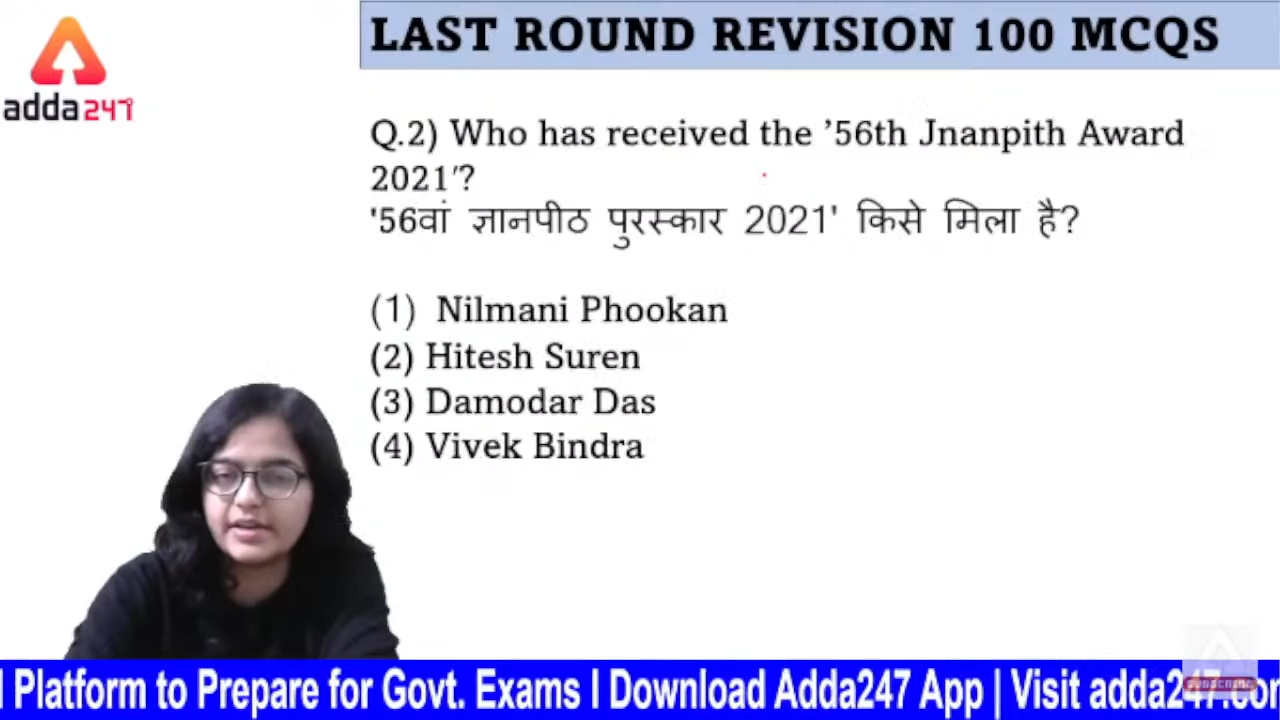 LAST ROUND REVISION 100 MCQS
adda247
Q.2) Who has received the ’56th Jnanpith Award
2021′?
'56वां ज्ञानपीठ पुरस्कार 2021' किसे मिला है?
(1) Nilmani Phookan
(2) Hitesh Suren
(3) Damodar Das
(4) Vivek Bindra
SUBSCRIBE
Platform to Prepare for Govt. Exams I Download Adda247 App | Visit adda247.com